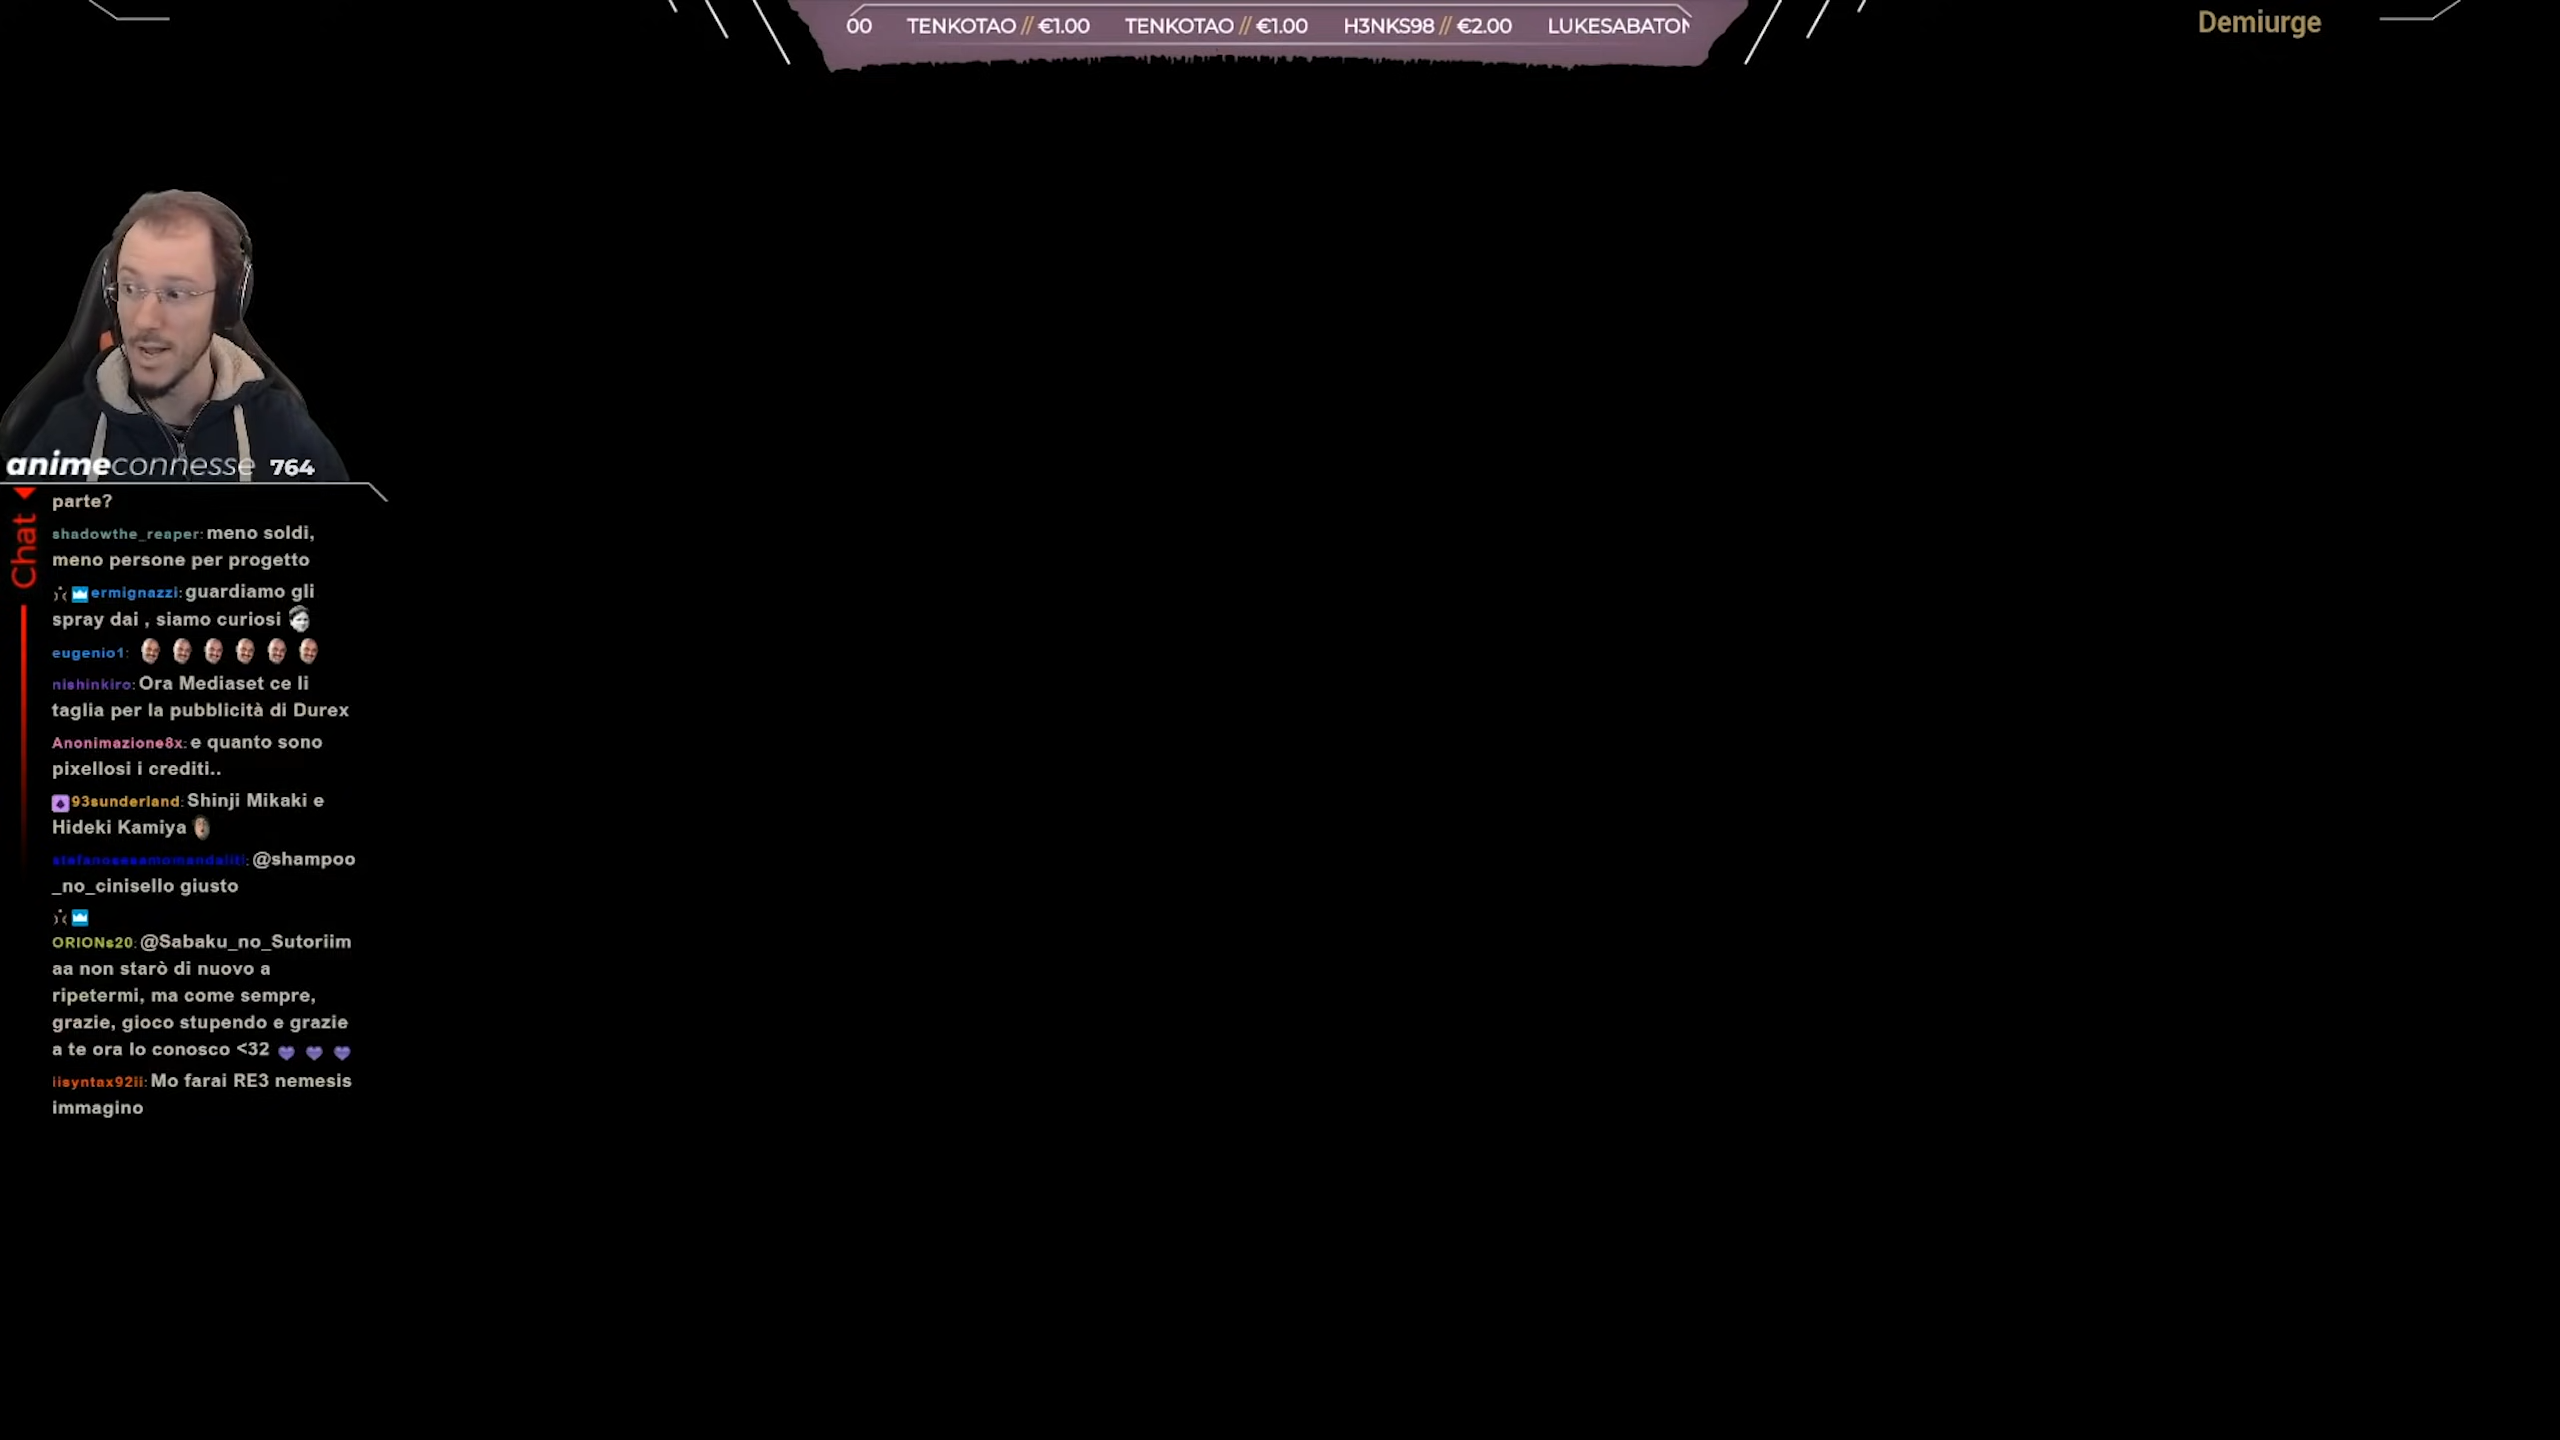 00 TENKOTAO // €1.00 TENKOTAO // €1.00 H3NKS98 // €2.00 LUKESABATON
Demiurge
animeconnesse 764
Chat
parte?
shadowthe_reaper: meno soldi,
meno persone per progetto
ermignazzi: guardiamo gli
spray dai , siamo curiosi
eugenio1:
nishinkiro: Ora Mediaset ce li
taglia per la pubblicità di Durex
Anonimazione8x: e quanto sono
pixellosi i crediti..
93sunderland: Shinji Mikaki e
Hideki Kamiya
@shampoo
_no_cinisello giusto
ORIONs20: @Sabaku_no_Sutoriim
aa non starò di nuovo a
ripetermi, ma come sempre,
grazie, gioco stupendo e grazie
a te ora lo conosco <32
iisyntax92ii: Mo farai RE3 nemesis
immagino